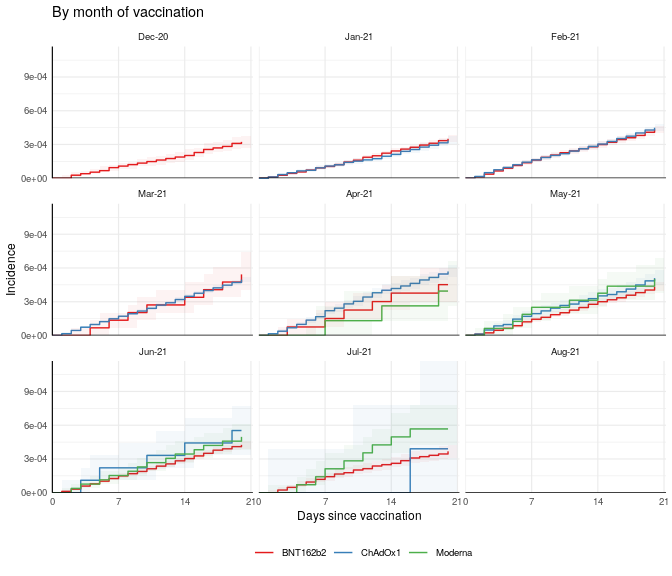 By month of vaccination
Dec-20 Jan-21 Feb-21
9e-04
6e-04
3e-04
0e+00
Mar-21 Apr-21 May-21
9e-04
6e-04
3e-04
0e+00
Incidence
Jun-21 Jul-21 Aug-21
9e-04
6e-04
3e-04
0e+00
0 7 14 21 0 7 14 21 0 7 14 21
Days since vaccination
BNT162b2 ChAdOx1 Moderna